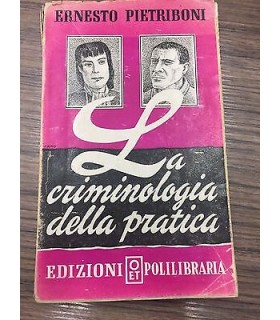 ERNESTO PIETRIBONI
La
criminologia
della pratica
EDIZIONI OET POLILIBRARIA